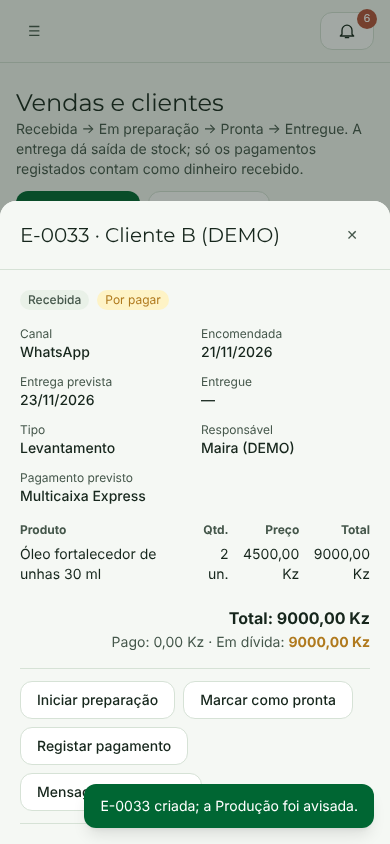 ☰
6
Vendas e clientes
Recebida → Em preparação → Pronta → Entregue. A
entrega dá saída de stock; só os pagamentos
registados contam como dinheiro recebido.
E-0033 · Cliente B (DEMO)
×
Recebida Por pagar
Canal Encomendada
WhatsApp 21/11/2026
Entrega prevista Entregue
23/11/2026 —
Tipo Responsável
Levantamento Maira (DEMO)
Pagamento previsto
Multicaixa Express
Produto Qtd. Preço Total
Óleo fortalecedor de 2 4500,00 9000,00
unhas 30 ml un. Kz Kz
Total: 9000,00 Kz
Pago: 0,00 Kz · Em dívida: 9000,00 Kz
Iniciar preparação Marcar como pronta
Registar pagamento
E-0033 criada; a Produção foi avisada.